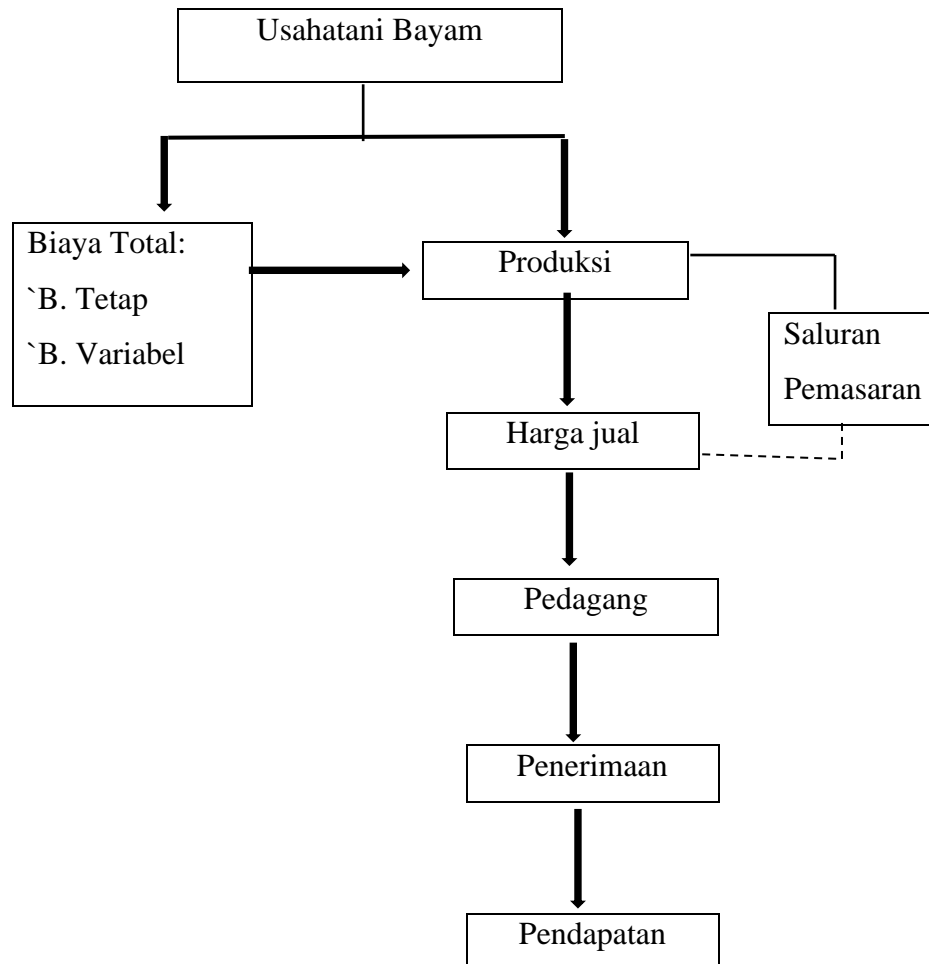 Usahatani Bayam
Biaya Total:
`B. Tetap
`B. Variabel
Produksi
Saluran
Pemasaran
Harga jual
Pedagang
Penerimaan
Pendapatan